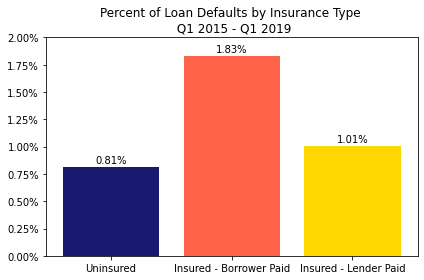 Percent of Loan Defaults by Insurance Type
Q1 2015 - Q1 2019
2.00%
1.75%
1.50%
1.25%
1.00%
0.75%
0.50%
0.25%
0.00%
0.81%
1.83%
1.01%
Uninsured
Insured - Borrower Paid
Insured - Lender Paid